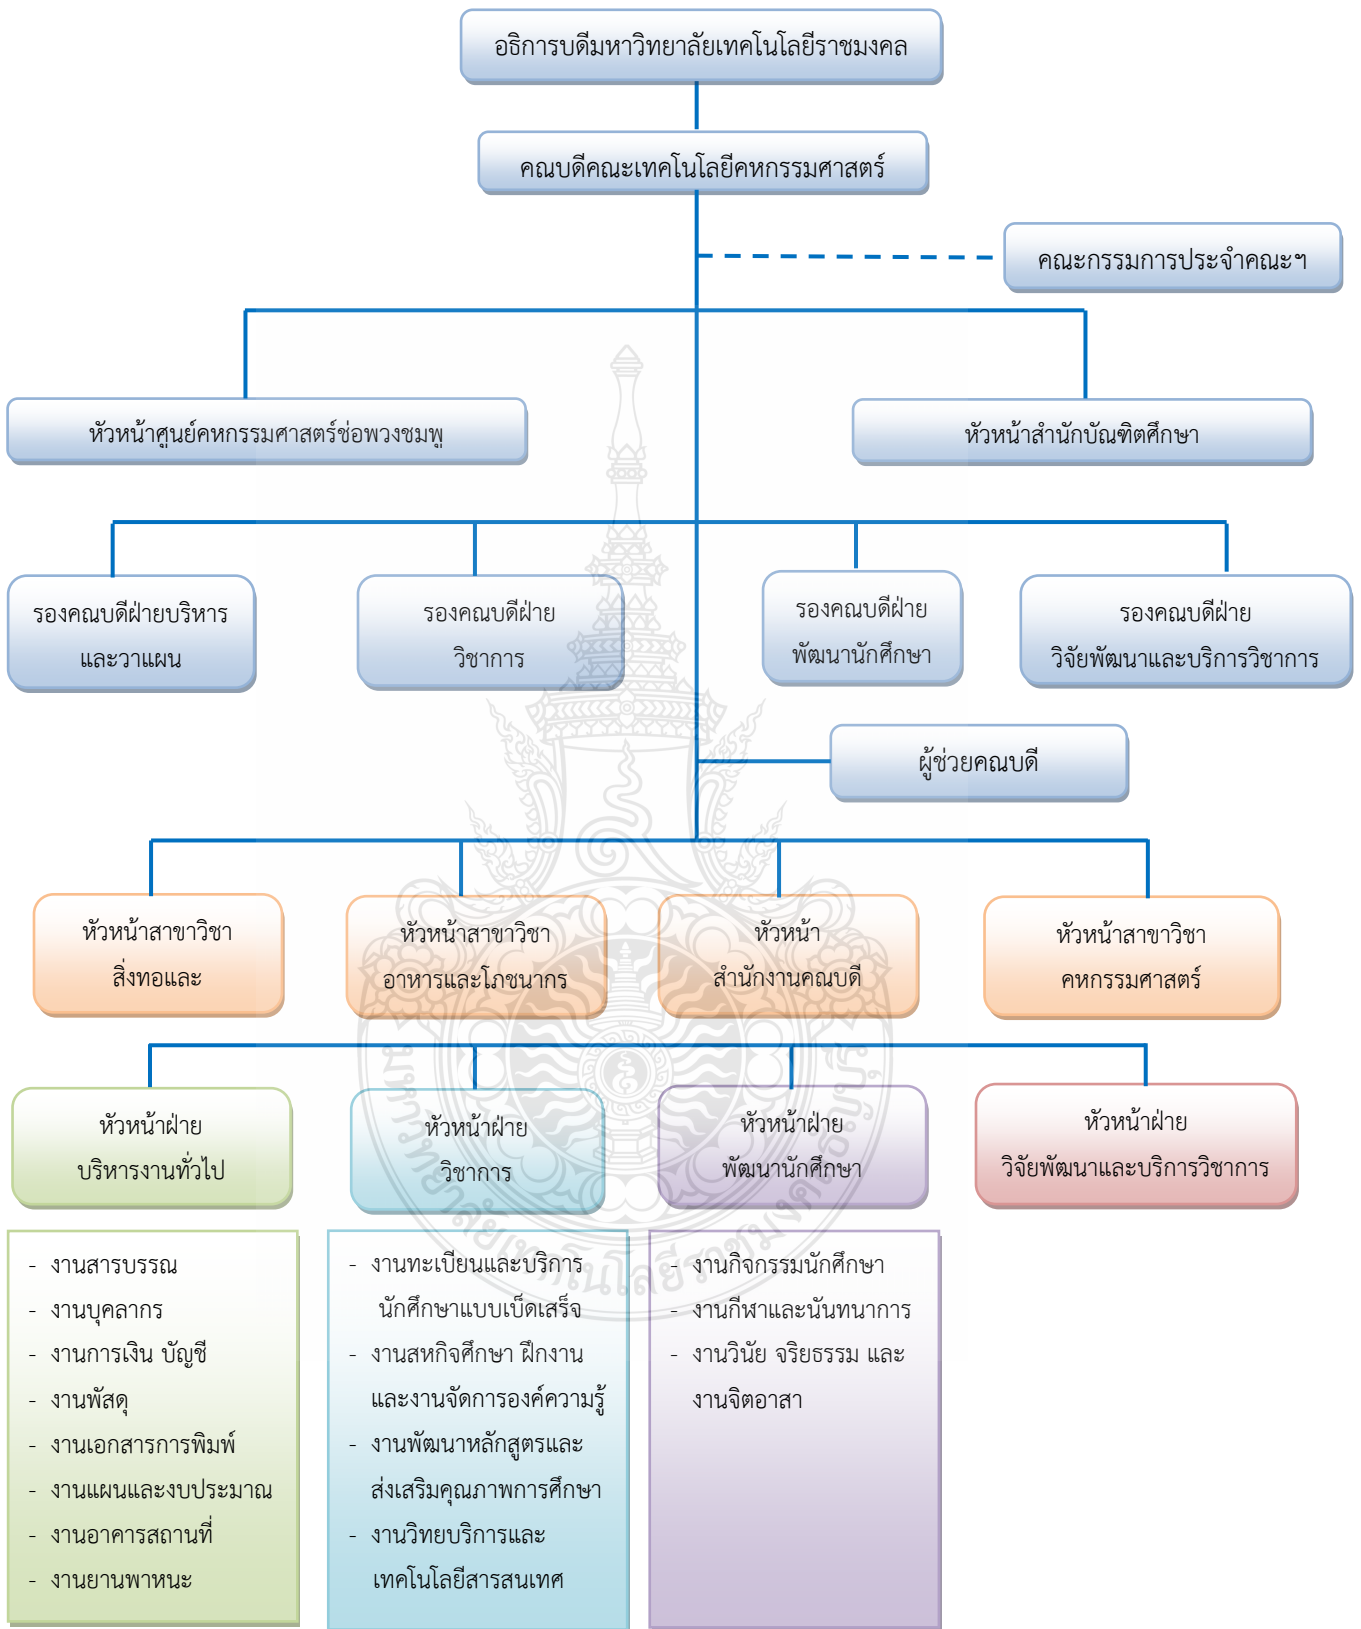 อธิการบดีมหาวิทยาลัยเทคโนโลยีราชมงคล
คณบดีคณะเทคโนโลยีคหกรรมศาสตร์
คณะกรรมการประจำคณะฯ
หัวหน้าศูนย์คหกรรมศาสตร์ช่อพวงชมพู
หัวหน้าสำนักบัณฑิตศึกษา
รองคณบดีฝ่ายบริหาร
และวาแผน
รองคณบดีฝ่าย
วิชาการ
รองคณบดีฝ่าย
พัฒนานักศึกษา
รองคณบดีฝ่าย
วิจัยพัฒนาและบริการวิชาการ
ผู้ช่วยคณบดี
หัวหน้าสาขาวิชา
สิ่งทอและ
หัวหน้าสาขาวิชา
อาหารและโภชนากร
หัวหน้า
สำนักงานคณบดี
หัวหน้าสาขาวิชา
คหกรรมศาสตร์
หัวหน้าฝ่าย
บริหารงานทั่วไป
หัวหน้าฝ่าย
วิชาการ
หัวหน้าฝ่าย
พัฒนานักศึกษา
หัวหน้าฝ่าย
วิจัยพัฒนาและบริการวิชาการ
- งานสารบรรณ
- งานบุคลากร
- งานการเงิน บัญชี
- งานพัสดุ
- งานเอกสารการพิมพ์
- งานแผนและงบประมาณ
- งานอาคารสถานที่
- งานยานพาหนะ
- งานทะเบียนและบริการ
นักศึกษาแบบเบ็ดเสร็จ
- งานสหกิจศึกษา ฝึกงาน
และงานจัดการองค์ความรู้
- งานพัฒนาหลักสูตรและ
ส่งเสริมคุณภาพการศึกษา
- งานวิทยบริการและ
เทคโนโลยีสารสนเทศ
- งานกิจกรรมนักศึกษา
- งานกีฬาและนันทนาการ
- งานวินัย จริยธรรม และ
งานจิตอาสา
มหาวิทยาลัยเทคโนโลยีราชมงคลธัญบุรี